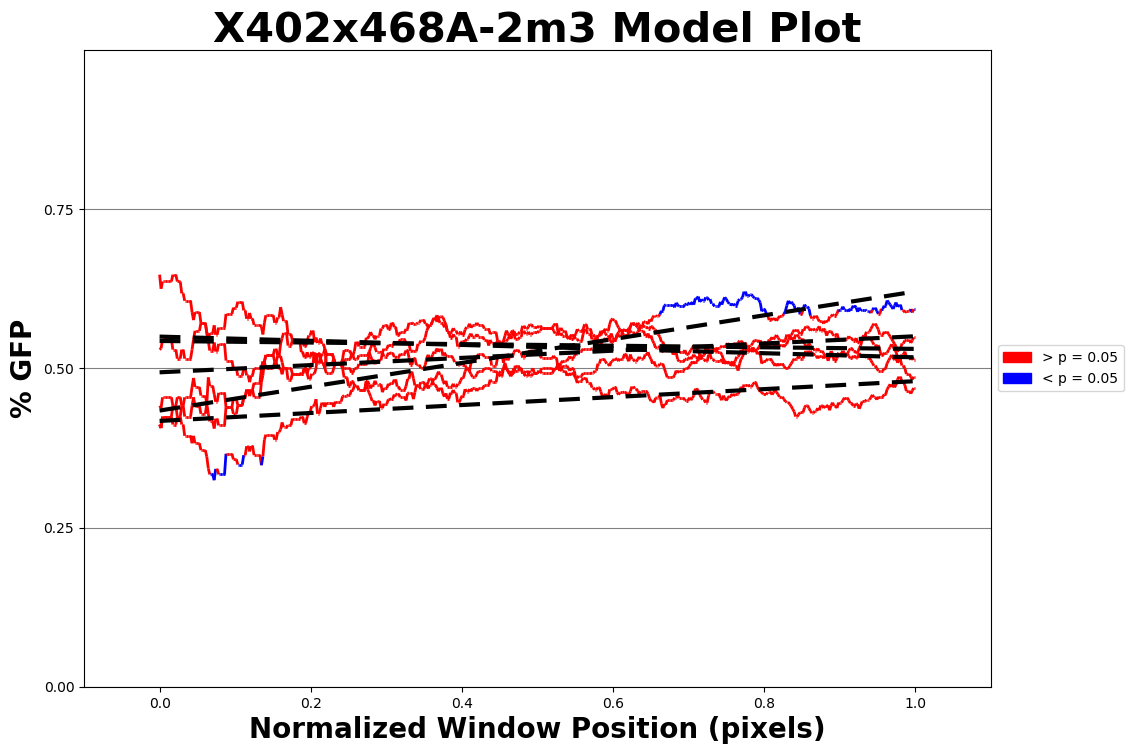 X402x468A-2m3 Model Plot
% GFP
0.75
0.50
0.25
0.00
0.0 0.2 0.4 0.6 0.8 1.0
Normalized Window Position (pixels)
> p = 0.05
< p = 0.05